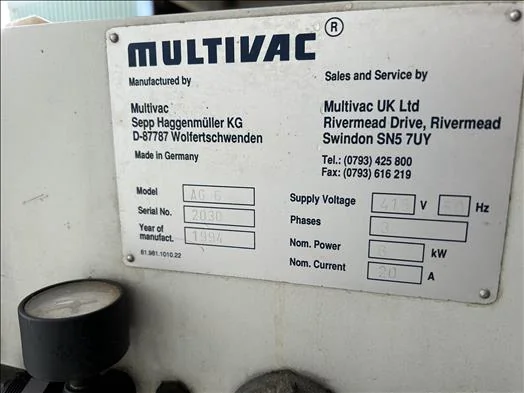 MULTIVAC ®
Manufactured by
Multivac
Sepp Haggenmüller KG
D-87787 Wolfertschwenden
Made in Germany
Model AG 6
Serial No. 2030
Year of
manufact. 1994
81.981.1010.22
Sales and Service by
Multivac UK Ltd
Rivermead Drive, Rivermead
Swindon SN5 7UY
Tel.: (0793) 425 800
Fax: (0793) 616 219
Supply Voltage 415 V 50 Hz
Phases 3
Nom. Power kW
Nom. Current 20 A